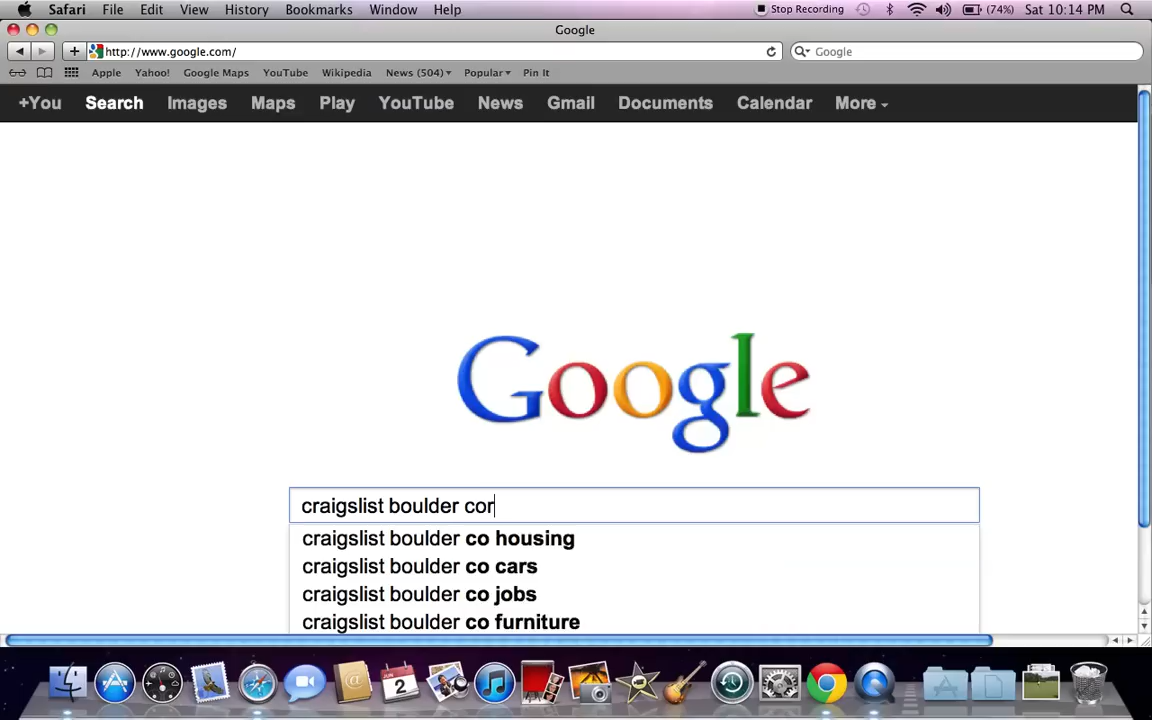 Safari File Edit View History Bookmarks Window Help Stop Recording (74%) Sat 10:14 PM
Google
http://www.google.com/ Google
Apple Yahoo! Google Maps YouTube Wikipedia News (504) Popular Pin It
+You Search Images Maps Play YouTube News Gmail Documents Calendar More
Google
craigslist boulder cor
craigslist boulder co housing
craigslist boulder co cars
craigslist boulder co jobs
craigslist boulder co furniture
JUN
2